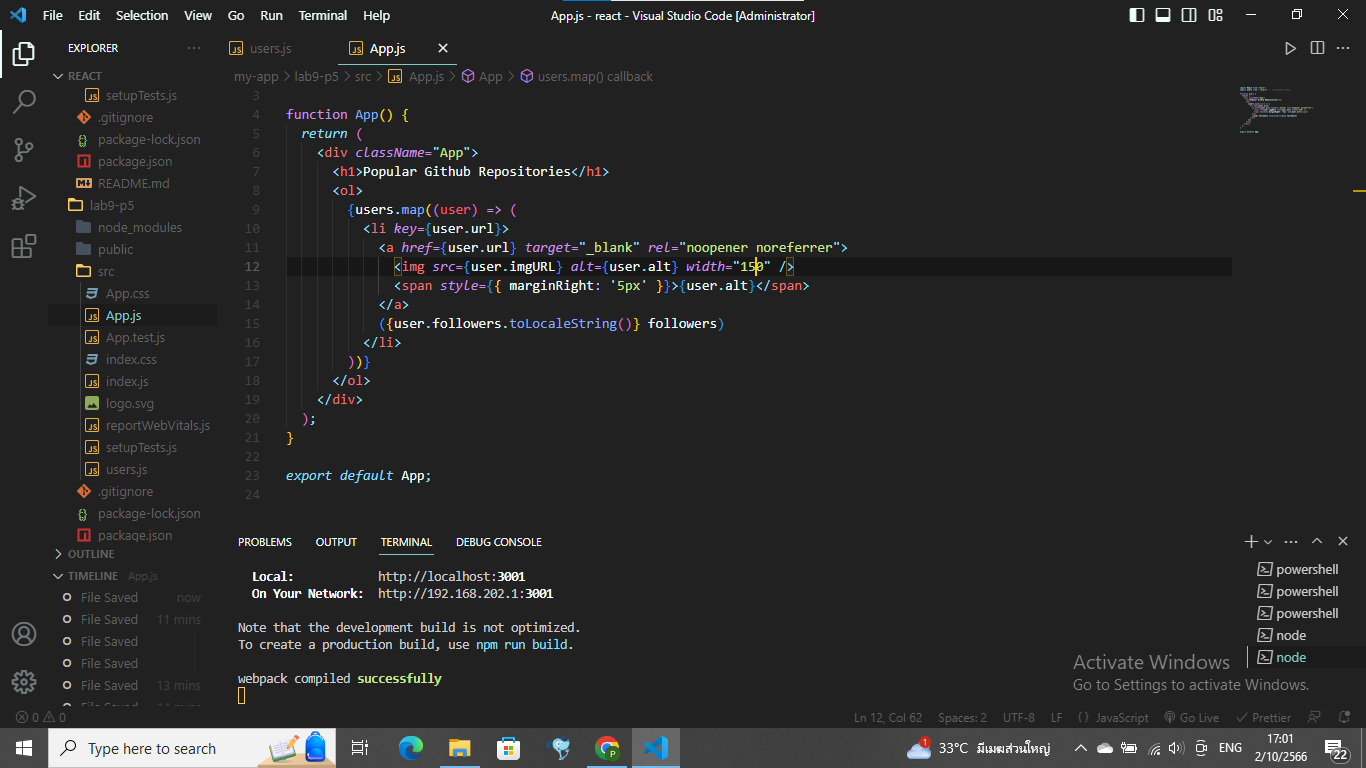 File Edit Selection View Go Run Terminal Help App.js - react - Visual Studio Code [Administrator]
EXPLORER
users.js App.js
REACT
my-app > lab9-p5 > src > App.js > App > users.map() callback
setupTests.js
.gitignore
package-lock.json
package.json
README.md
lab9-p5
node_modules
public
src
App.css
App.js
App.test.js
index.css
index.js
logo.svg
reportWebVitals.js
setupTests.js
users.js
.gitignore
package-lock.json
package.json
OUTLINE
TIMELINE App.js
File Saved now
File Saved 11 mins
File Saved
File Saved
File Saved 13 mins
File Saved 14 mins
3
4 function App() {
5 return (
6 <div className="App">
7 <h1>Popular Github Repositories</h1>
8 <ol>
9 {users.map((user) => (
10 <li key={user.url}>
11 <a href={user.url} target="_blank" rel="noopener noreferrer">
12 <img src={user.imgURL} alt={user.alt} width="150" />
13 <span style={{ marginRight: '5px' }}>{user.alt}</span>
14 </a>
15 ({user.followers.toLocaleString()} followers)
16 </li>
17 ))}
18 </ol>
19 </div>
20 );
21 }
22
23 export default App;
24
PROBLEMS OUTPUT TERMINAL DEBUG CONSOLE
Local: http://localhost:3001
On Your Network: http://192.168.202.1:3001
Note that the development build is not optimized.
To create a production build, use npm run build.
webpack compiled successfully
powershell
powershell
powershell
node
node
Activate Windows
Go to Settings to activate Windows.
0 0 Ln 12, Col 62 Spaces: 2 UTF-8 LF {} JavaScript Go Live Prettier
Type here to search
1 33°C มีเมฆส่วนใหญ่ ENG 17:01
2/10/2566 22